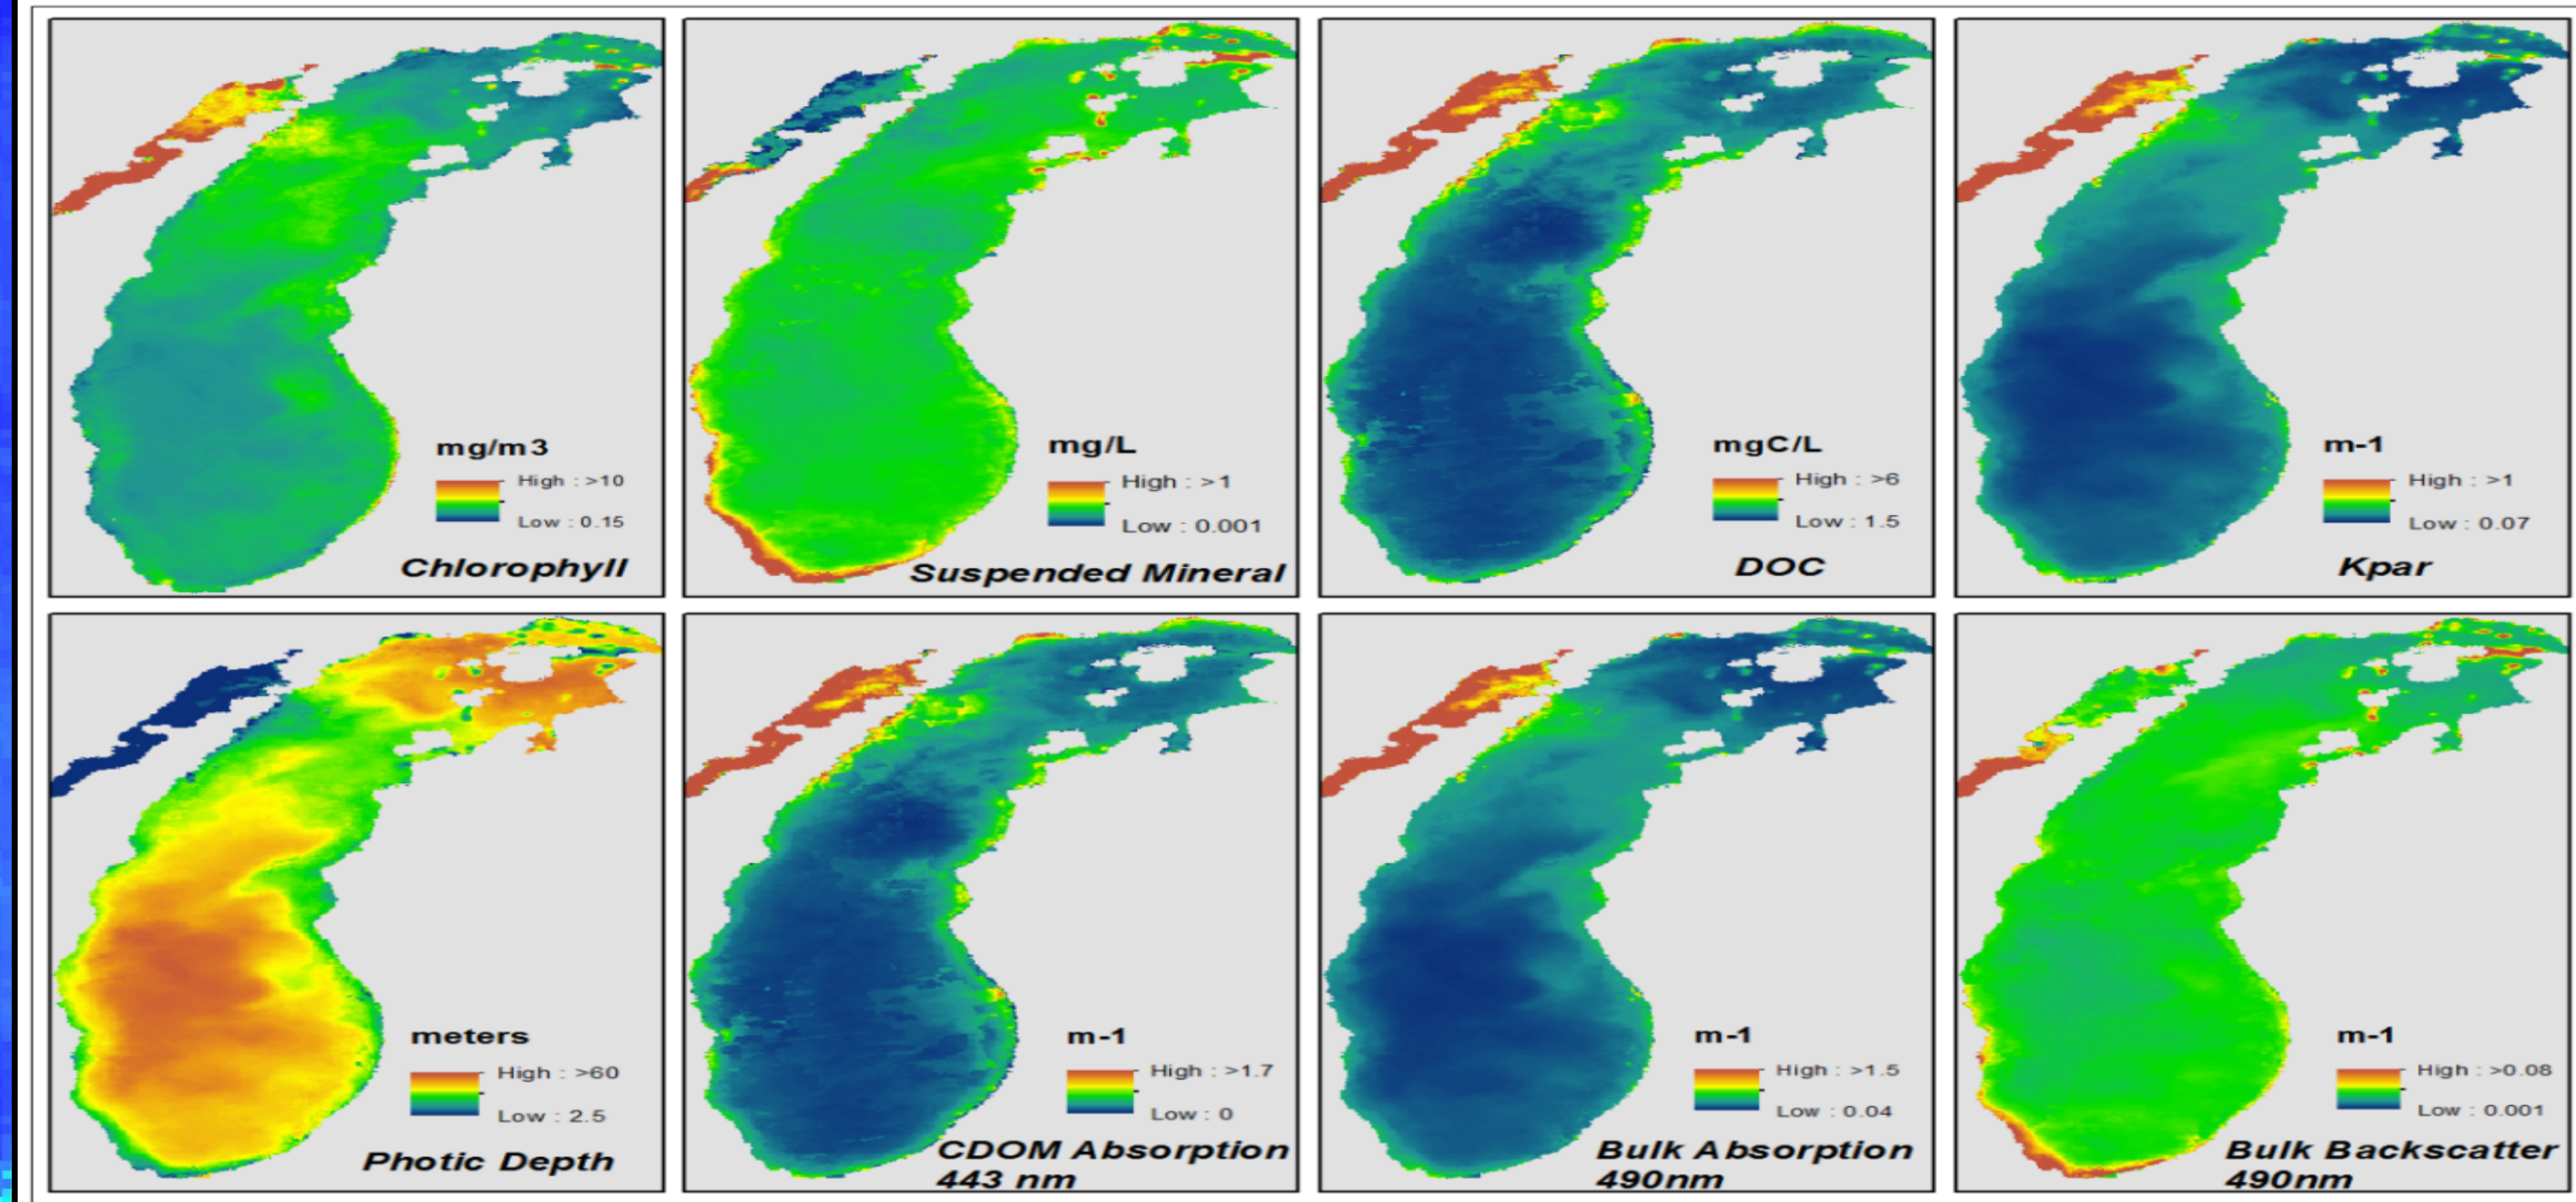 mg/m3
High : >10
Low : 0.15
Chlorophyll
mg/L
High : >1
Low : 0.001
Suspended Mineral
mgC/L
High : >6
Low : 1.5
DOC
m-1
High : >1
Low : 0.07
Kpar
meters
High : >60
Low : 2.5
Photic Depth
m-1
High : >1.7
Low : 0
CDOM Absorption
443 nm
m-1
High : >1.5
Low : 0.04
Bulk Absorption
490nm
m-1
High : >0.08
Low : 0.001
Bulk Backscatter
490nm